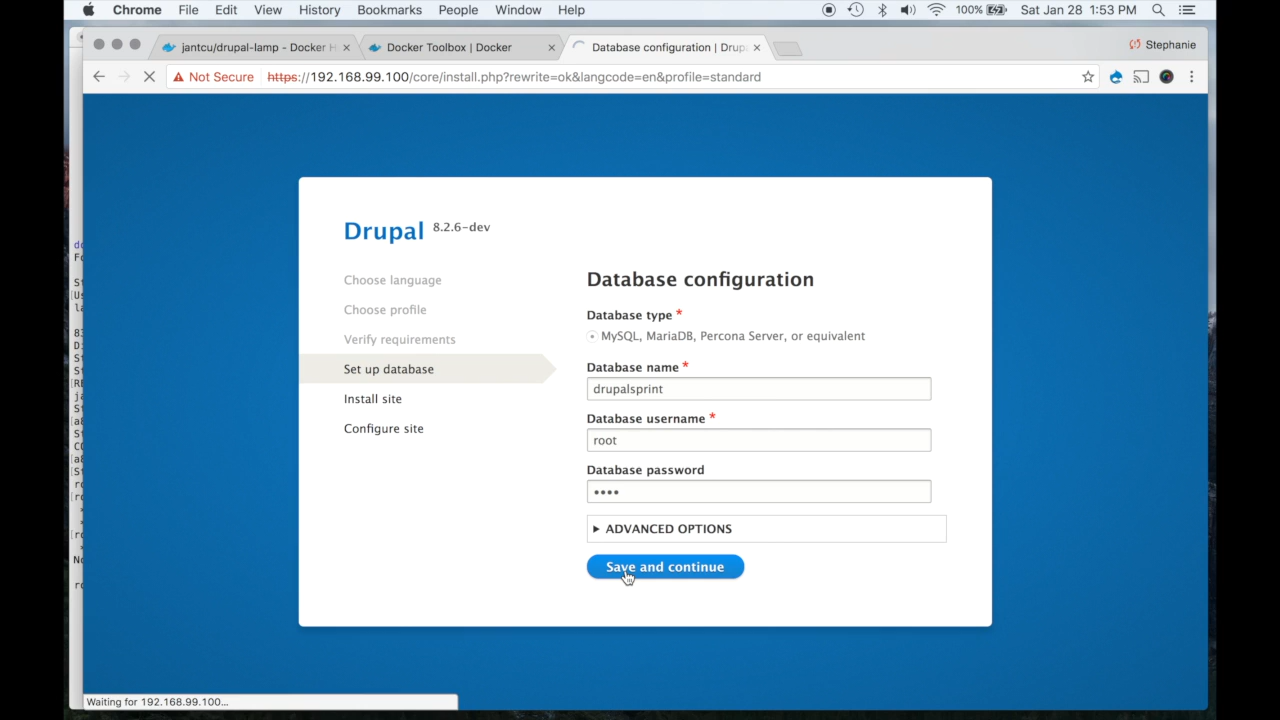 Chrome File Edit View History Bookmarks People Window Help 100% Sat Jan 28 1:53 PM
jantcu/drupal-lamp - Docker H Docker Toolbox | Docker Database configuration | Drup Stephanie
Not Secure https://192.168.99.100/core/install.php?rewrite=ok&langcode=en&profile=standard
Drupal 8.2.6-dev
Choose language
Choose profile
Verify requirements
Set up database
Install site
Configure site
Database configuration
Database type *
MySQL, MariaDB, Percona Server, or equivalent
Database name *
drupalsprint
Database username *
root
Database password
••••
ADVANCED OPTIONS
Save and continue
Waiting for 192.168.99.100...